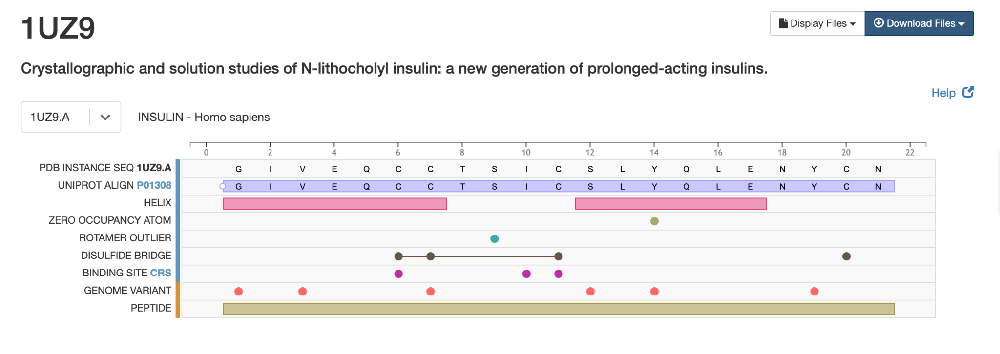 1UZ9
Display Files
Download Files
Crystallographic and solution studies of N-lithocholyl insulin: a new generation of prolonged-acting insulins.
Help
1UZ9.A
INSULIN - Homo sapiens
0 2 4 6 8 10 12 14 16 18 20 22
PDB INSTANCE SEQ 1UZ9.A G I V E Q C C T S I C S L Y Q L E N Y C N
UNIPROT ALIGN P01308 G I V E Q C C T S I C S L Y Q L E N Y C N
HELIX
ZERO OCCUPANCY ATOM
ROTAMER OUTLIER
DISULFIDE BRIDGE
BINDING SITE CRS
GENOME VARIANT
PEPTIDE